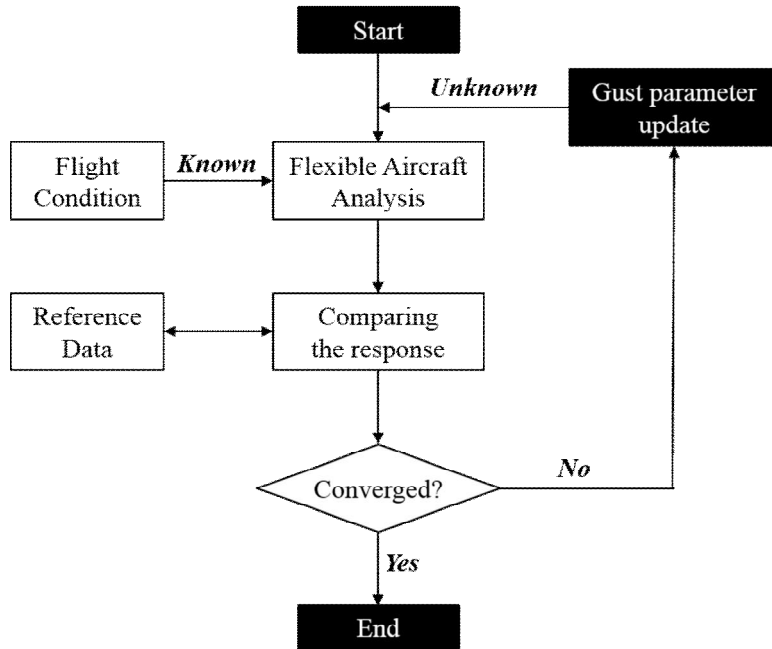 Start
Unknown
Gust parameter
update
Flight
Condition
Known
Flexible Aircraft
Analysis
Reference
Data
Comparing
the response
Converged?
No
Yes
End